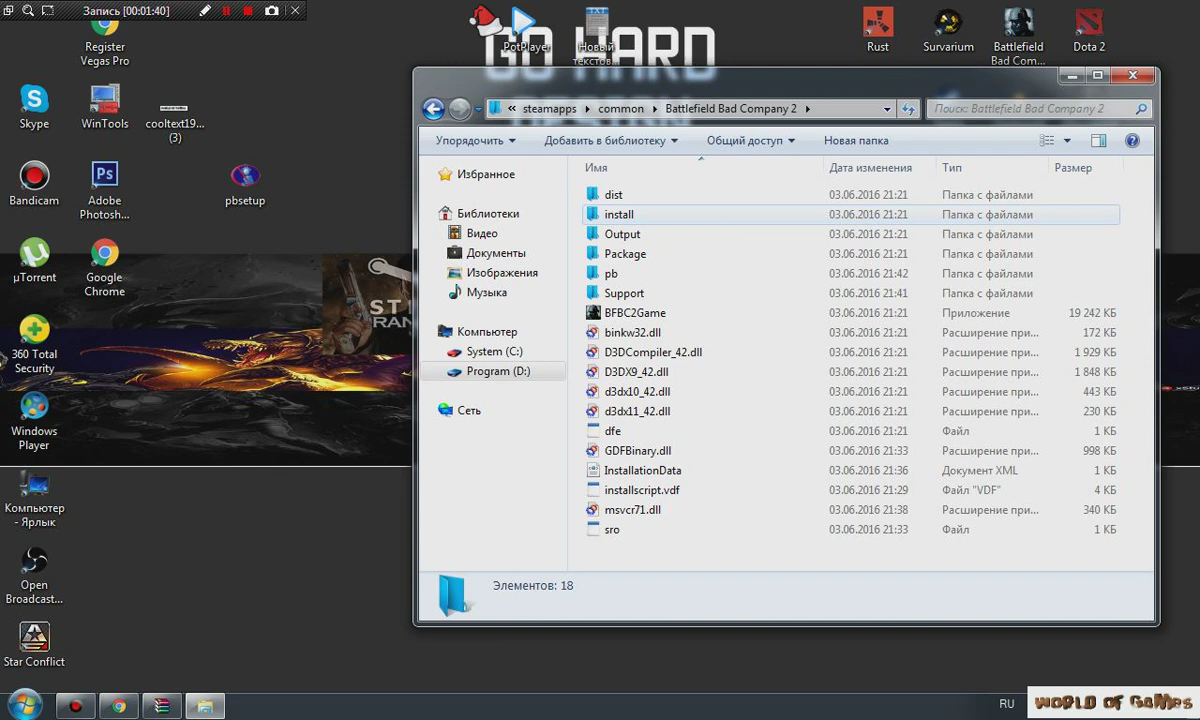 Запись [00:01:40]
Register
Vegas Pro
Skype
WinTools
cooltext19...
(3)
Bandicam
Adobe
Photosh...
pbsetup
µTorrent
Google
Chrome
360 Total
Security
Windows
Player
Компьютер
- Ярлык
Open
Broadcast...
Star Conflict
GO HARD
PotPlayer
TXT
Новый
текстов...
Rust
Survarium
Battlefield
Bad Com...
Dota 2
Ps
« steamapps ▸ common ▸ Battlefield Bad Company 2 ▸
Поиск: Battlefield Bad Company 2
Упорядочить Добавить в библиотеку Общий доступ Новая папка
Избранное
Библиотеки
Видео
Документы
Изображения
Музыка
Компьютер
System (C:)
Program (D:)
Сеть
Имя Дата изменения Тип Размер
dist 03.06.2016 21:21 Папка с файлами
install 03.06.2016 21:21 Папка с файлами
Output 03.06.2016 21:21 Папка с файлами
Package 03.06.2016 21:21 Папка с файлами
pb 03.06.2016 21:42 Папка с файлами
Support 03.06.2016 21:41 Папка с файлами
BFBC2Game 03.06.2016 21:21 Приложение 19 242 КБ
binkw32.dll 03.06.2016 21:21 Расширение при... 172 КБ
D3DCompiler_42.dll 03.06.2016 21:21 Расширение при... 1 929 КБ
D3DX9_42.dll 03.06.2016 21:21 Расширение при... 1 848 КБ
d3dx10_42.dll 03.06.2016 21:21 Расширение при... 443 КБ
d3dx11_42.dll 03.06.2016 21:21 Расширение при... 230 КБ
dfe 03.06.2016 21:21 Файл 1 КБ
GDFBinary.dll 03.06.2016 21:33 Расширение при... 998 КБ
InstallationData 03.06.2016 21:36 Документ XML 1 КБ
installscript.vdf 03.06.2016 21:29 Файл "VDF" 4 КБ
msvcr71.dll 03.06.2016 21:38 Расширение при... 340 КБ
sro 03.06.2016 21:33 Файл 1 КБ
Элементов: 18
RU
WORLD OF GAMES